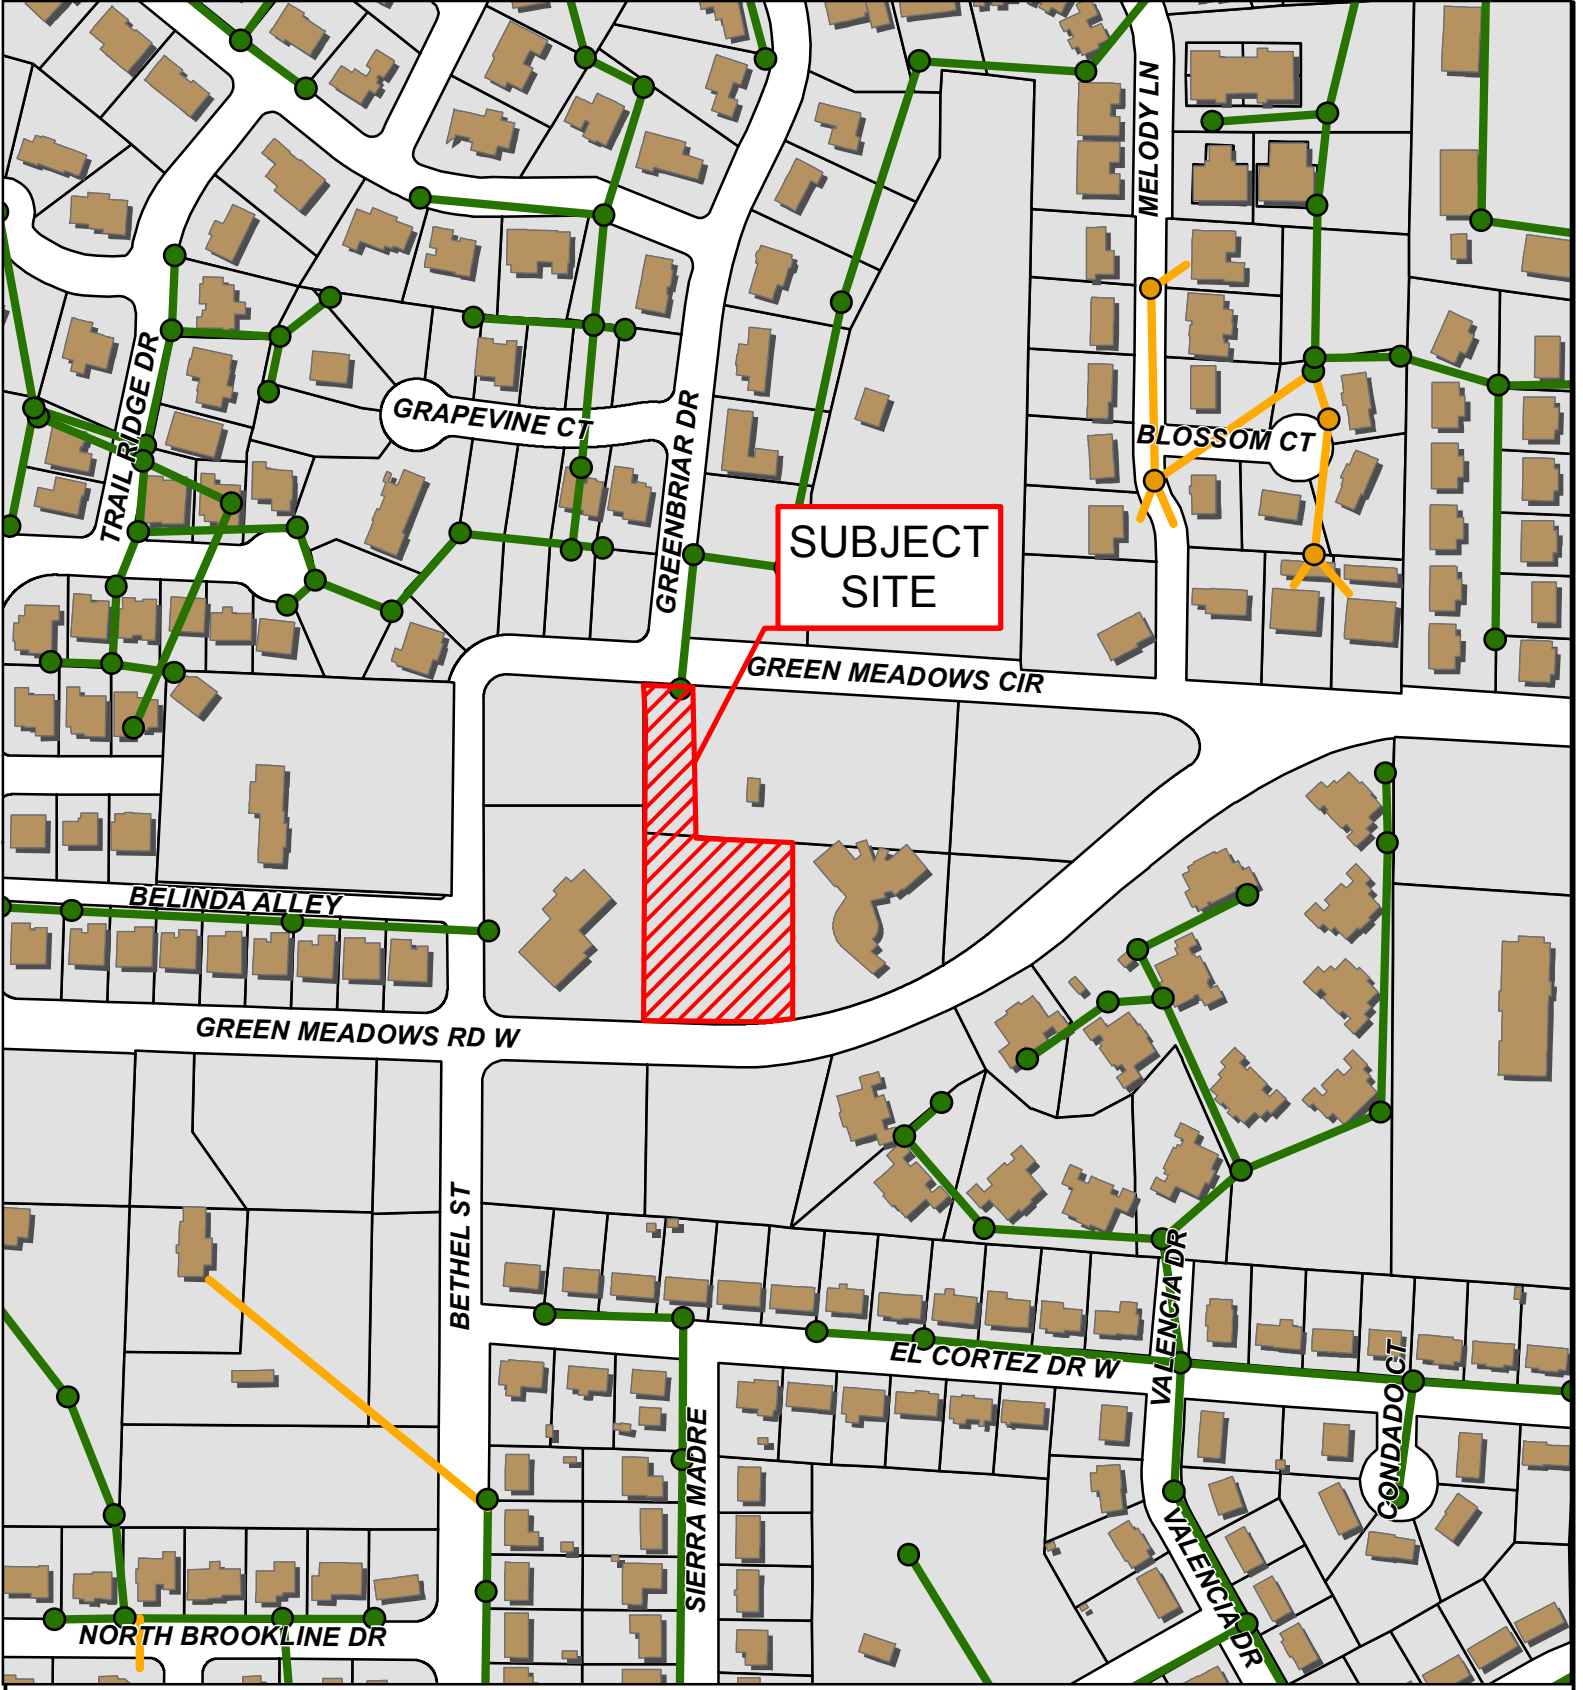 MELODY LN
TRAIL RIDGE DR
GRAPEVINE CT
GREENBRIAR DR
BLOSSOM CT
SUBJECT
SITE
GREEN MEADOWS CIR
BELINDA ALLEY
GREEN MEADOWS RD W
BETHEL ST
VALENCIA DR
EL CORTEZ DR W
CONDADO CT
SIERRA MADRE
VALENCIA DR
NORTH BROOKLINE DR